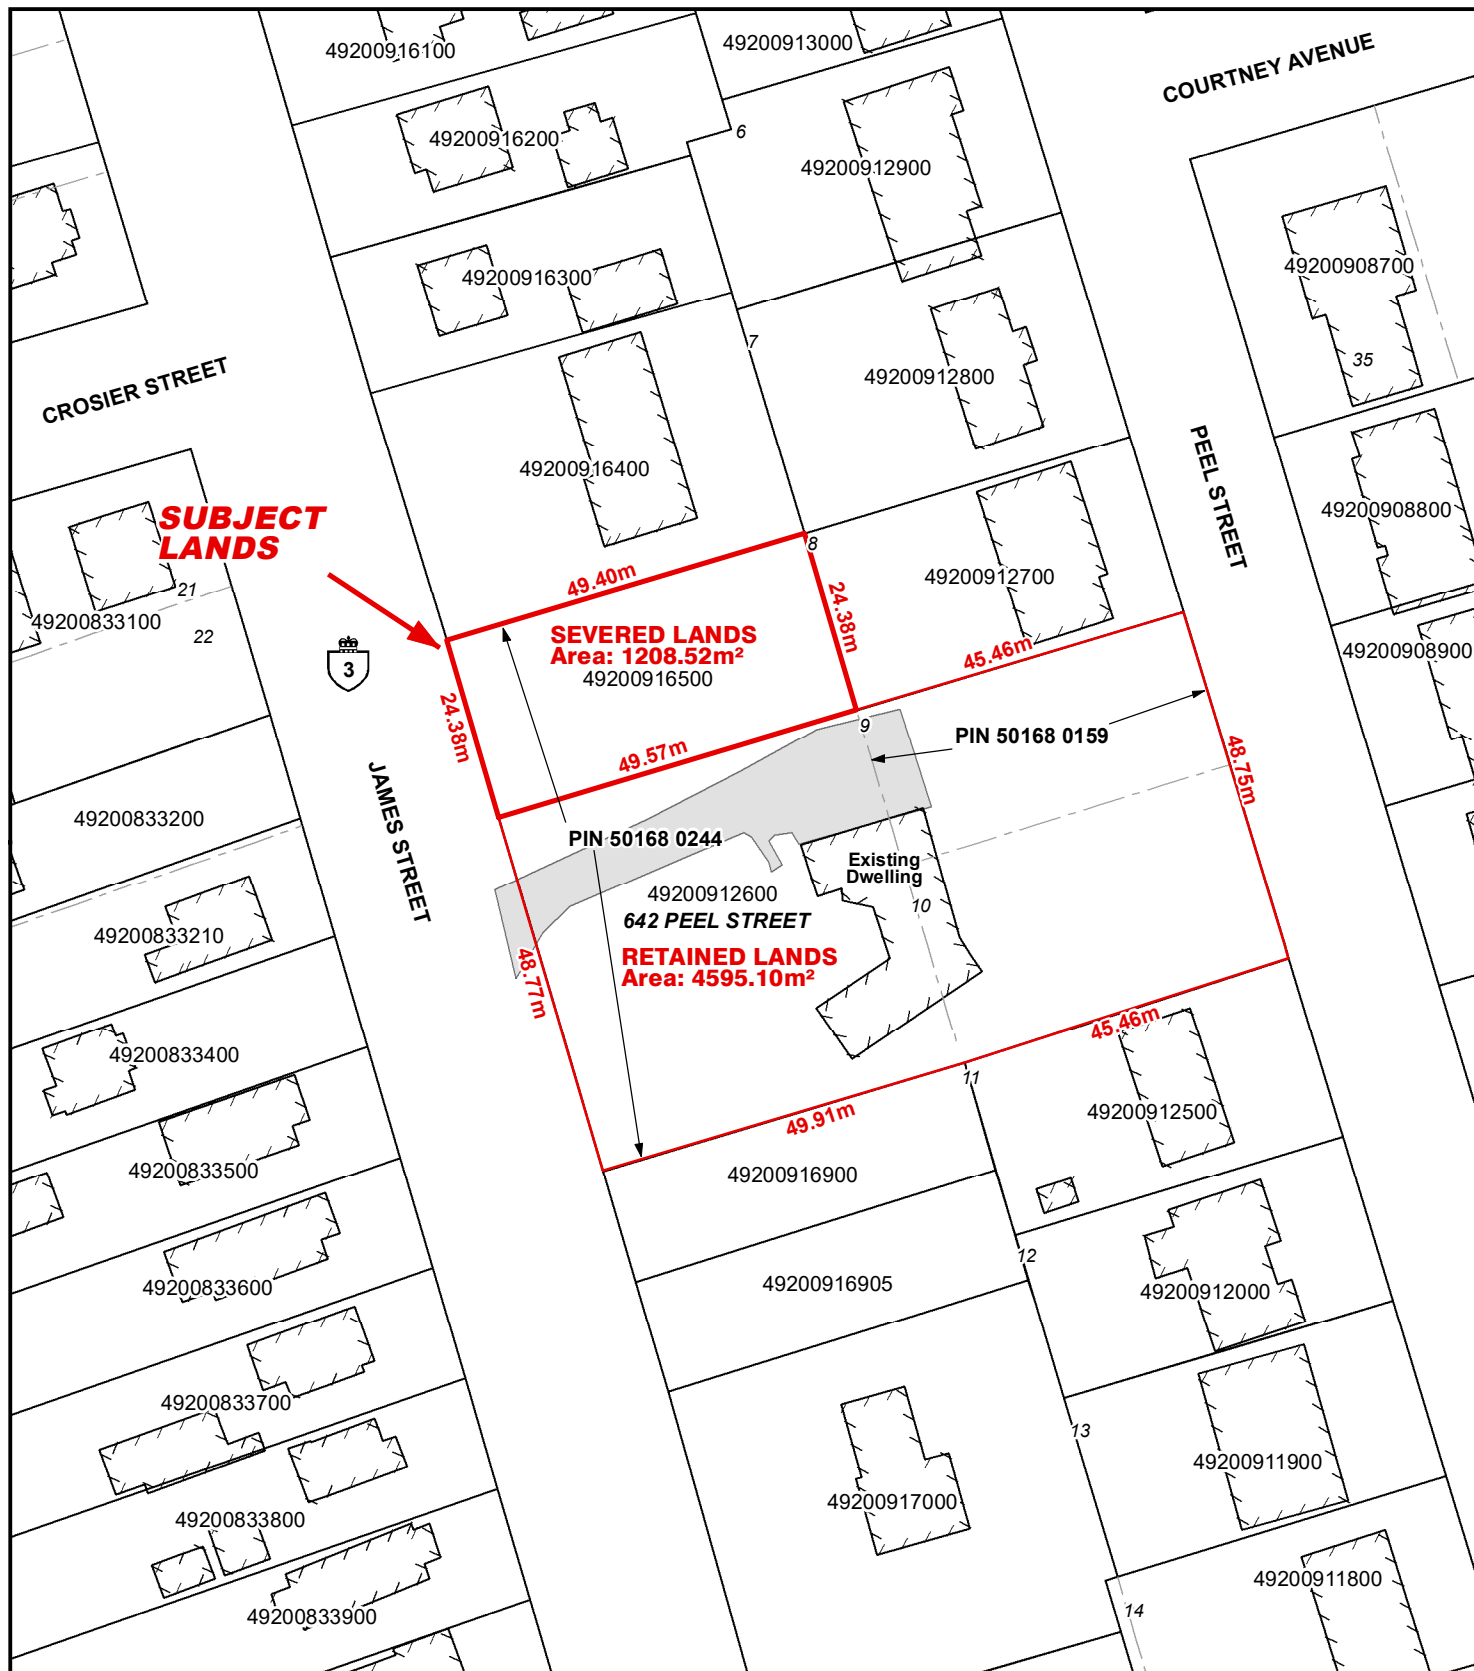 49200916100
49200913000
COURTNEY AVENUE
6
49200916200
49200912900
49200916300
49200908700
7
35
CROSIER STREET
49200912800
PEEL STREET
49200916400
49200908800
SUBJECT
LANDS
8
49.40m
49200912700
21
24.38m
49200833100
22
SEVERED LANDS
Area: 1208.52m²
49200916500
45.46m
49200908900
3
24.38m
9
PIN 50168 0159
49.57m
48.75m
JAMES STREET
49200833200
PIN 50168 0244
Existing
Dwelling
49200912600
10
642 PEEL STREET
49200833210
RETAINED LANDS
Area: 4595.10m²
48.77m
45.46m
49200833400
11
49.91m
49200912500
49200833500
49200916900
12
49200833600
49200916905
49200912000
49200833700
13
49200911900
49200917000
49200833800
49200911800
49200833900
14